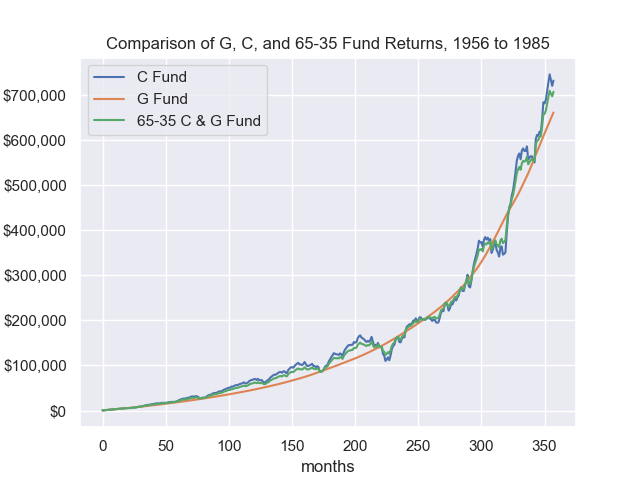 Comparison of G, C, and 65-35 Fund Returns, 1956 to 1985
C Fund
G Fund
65-35 C & G Fund
$700,000
$600,000
$500,000
$400,000
$300,000
$200,000
$100,000
$0
0 50 100 150 200 250 300 350
months